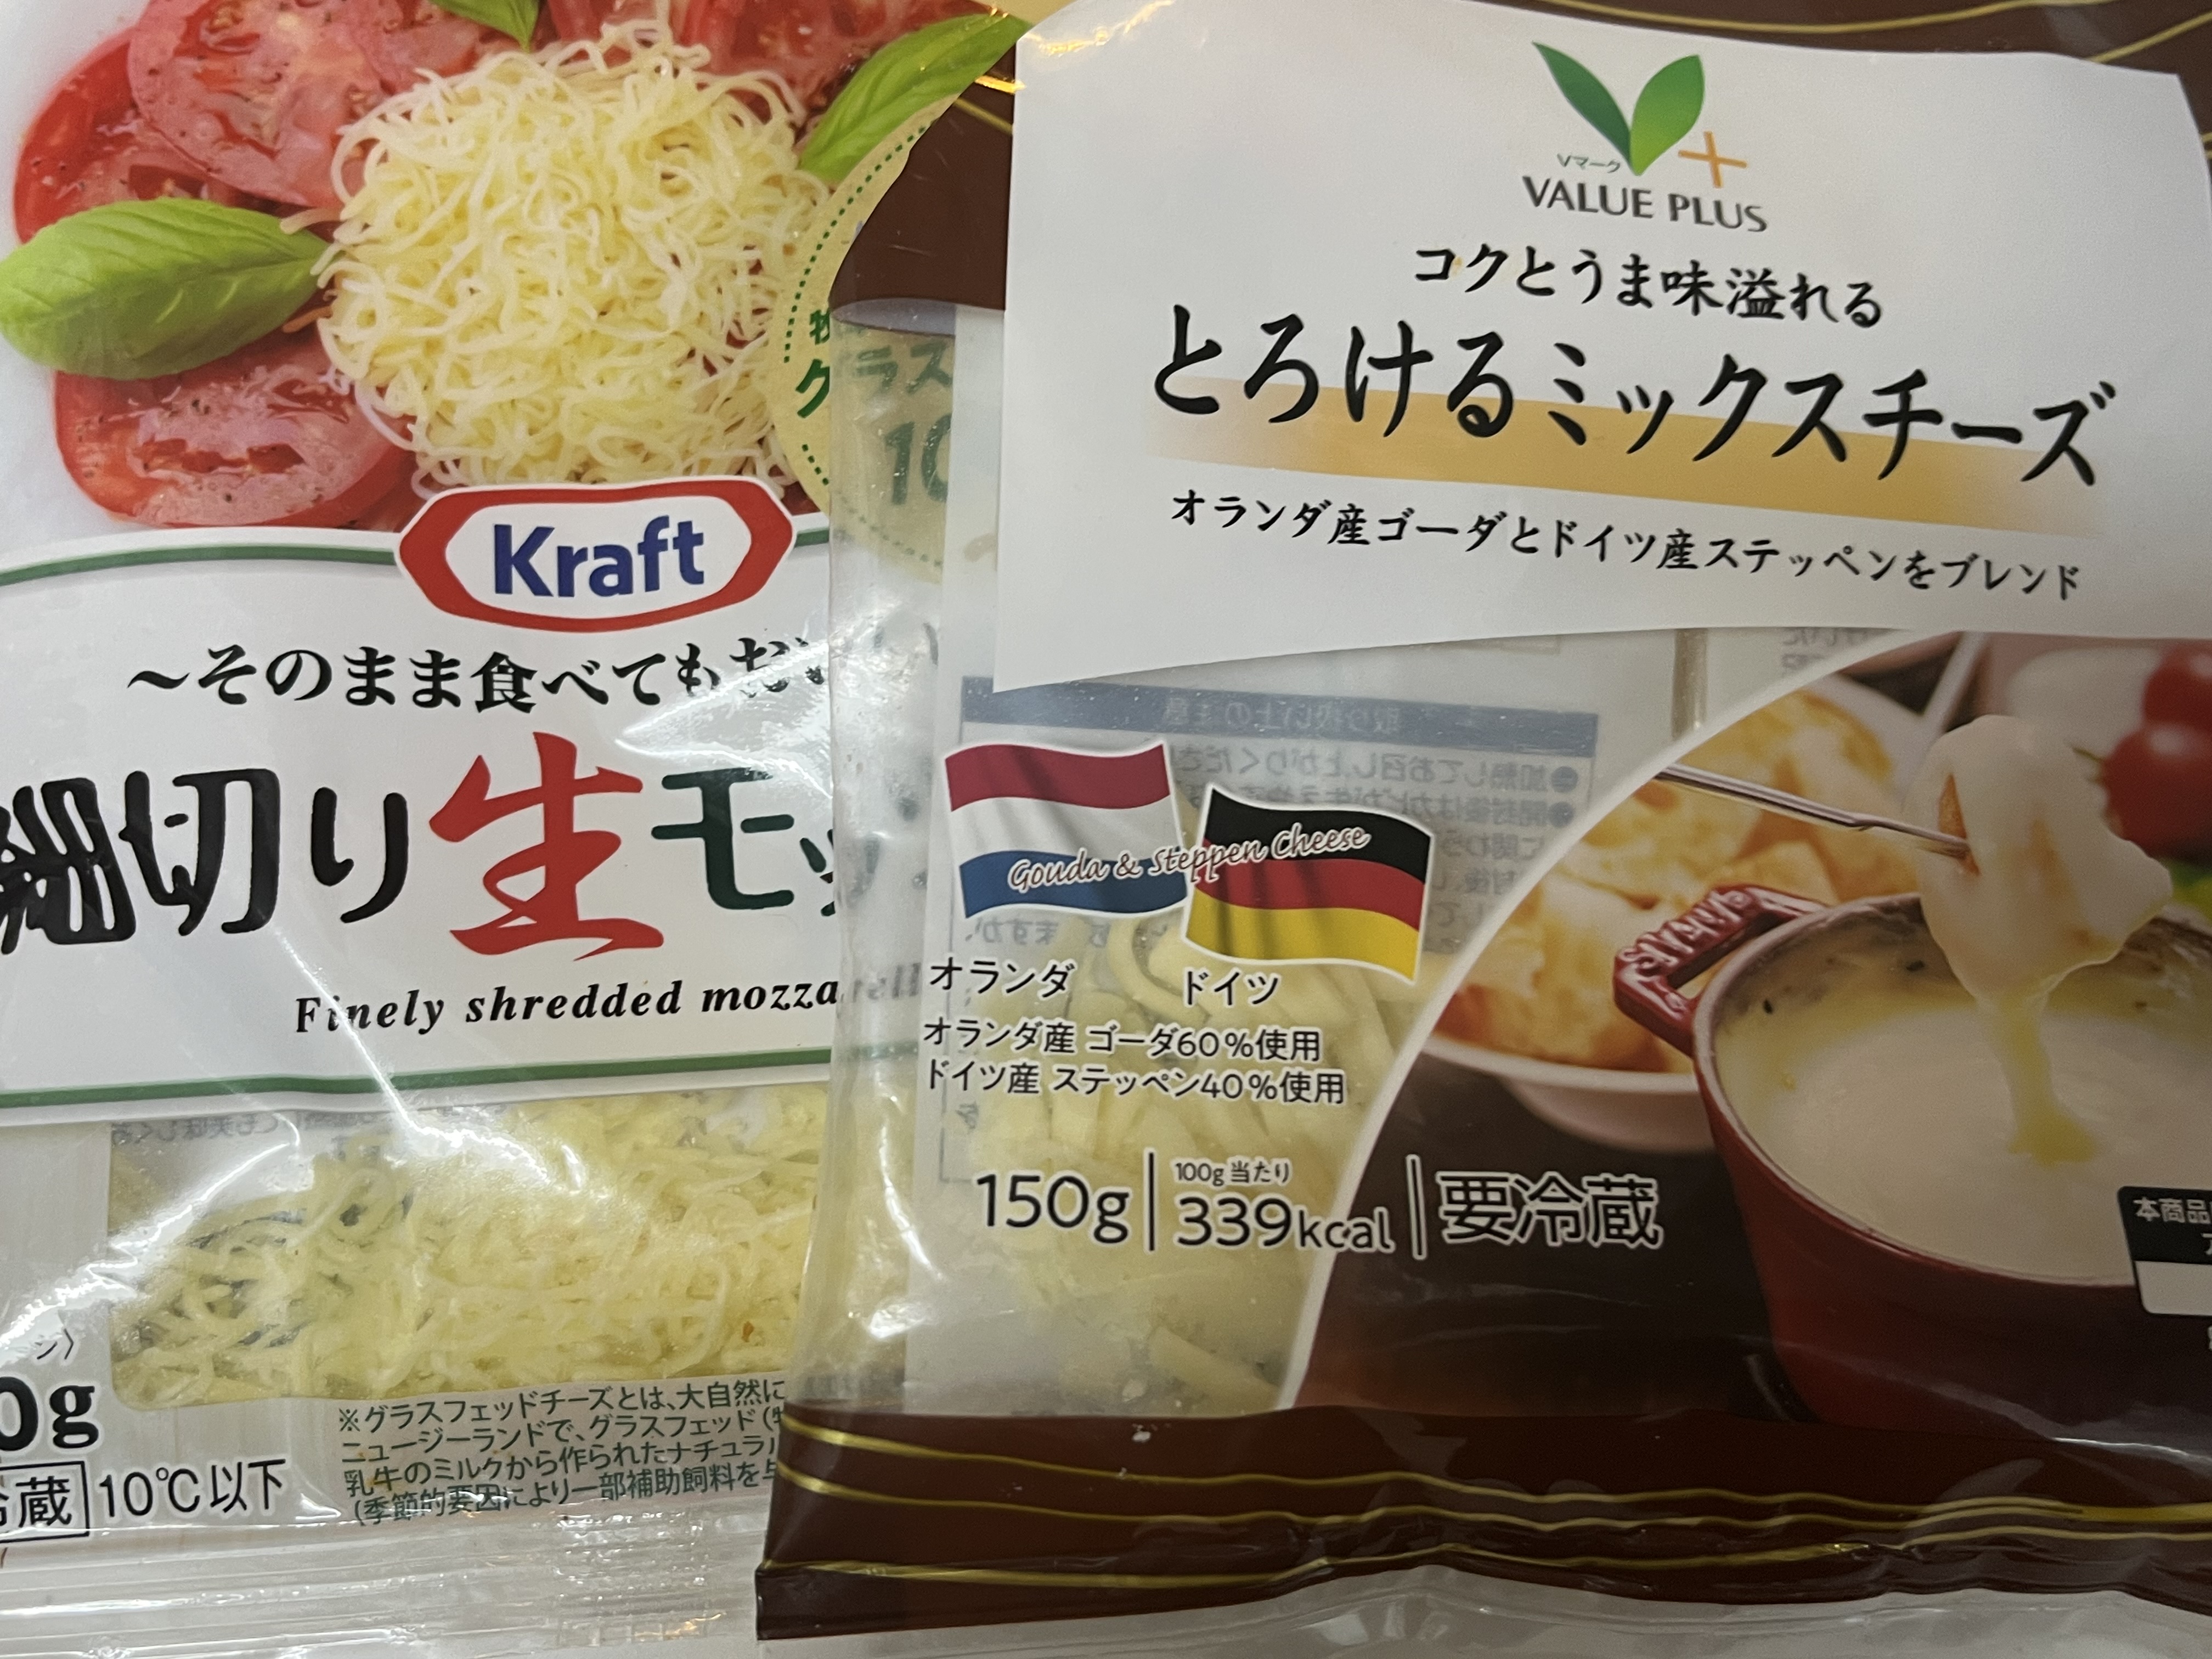 Kraft
～そのまま食べてもおい
細切り生モッ
Finely shredded mozza
0g
冷蔵 10℃以下
※グラスフェッドチーズとは、大自然に
ニュージーランドで、グラスフェッド(牧
乳牛のミルクから作られたナチュラル
(季節的要因により一部補助飼料を与
Vマーク
VALUE PLUS
コクとうま味溢れる
とろけるミックスチーズ
オランダ産ゴーダとドイツ産ステッペンをブレンド
Gouda & Steppen Cheese
オランダ
ドイツ
オランダ産 ゴーダ60%使用
ドイツ産 ステッペン40%使用
150g
100g当たり
339kcal
要冷蔵
本商品